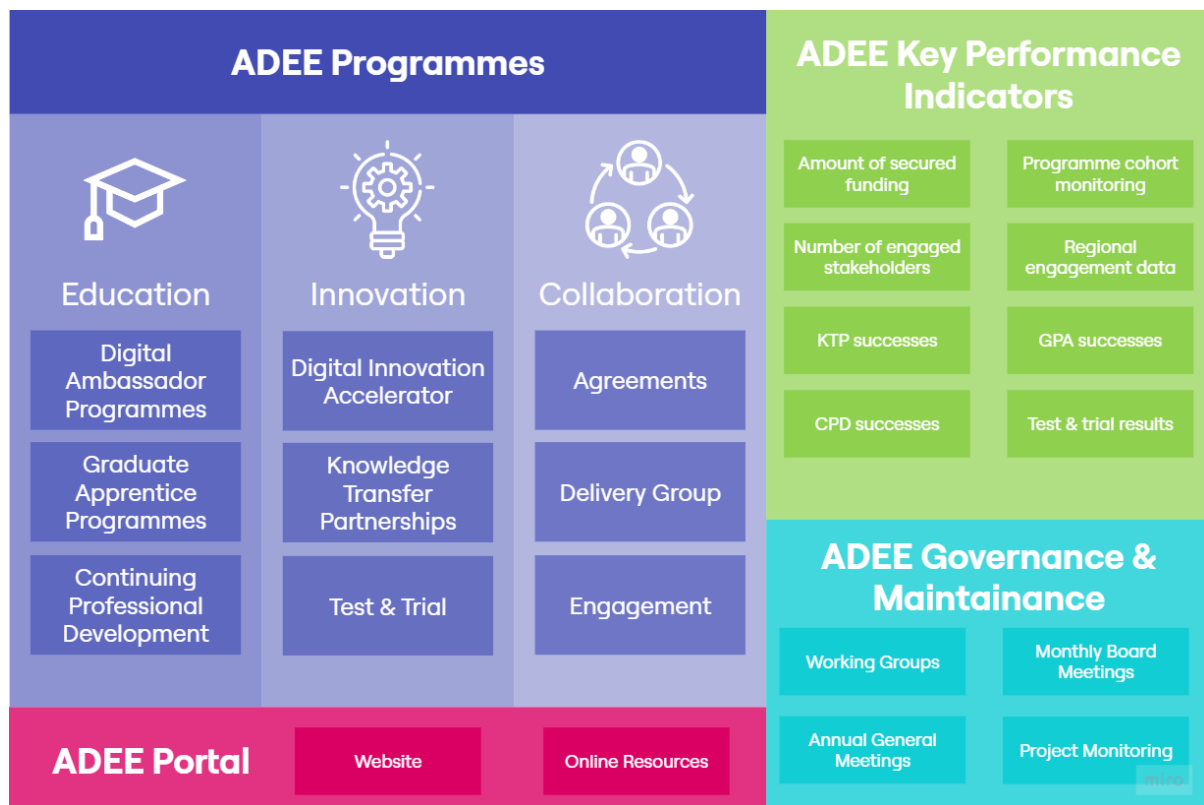 ADEE Programmes
Education
Digital
Ambassador
Programmes
Graduate
Apprentice
Programmes
Continuing
Professional
Development
Innovation
Digital Innovation
Accelerator
Knowledge
Transfer
Partnerships
Test & Trial
Collaboration
Agreements
Delivery Group
Engagement
ADEE Portal
Website
Online Resources
ADEE Key Performance
Indicators
Amount of secured
funding
Programme cohort
monitoring
Number of engaged
stakeholders
Regional
engagement data
KTP successes
GPA successes
CPD successes
Test & trial results
ADEE Governance &
Maintainance
Working Groups
Monthly Board
Meetings
Annual General
Meetings
Project Monitoring
miro